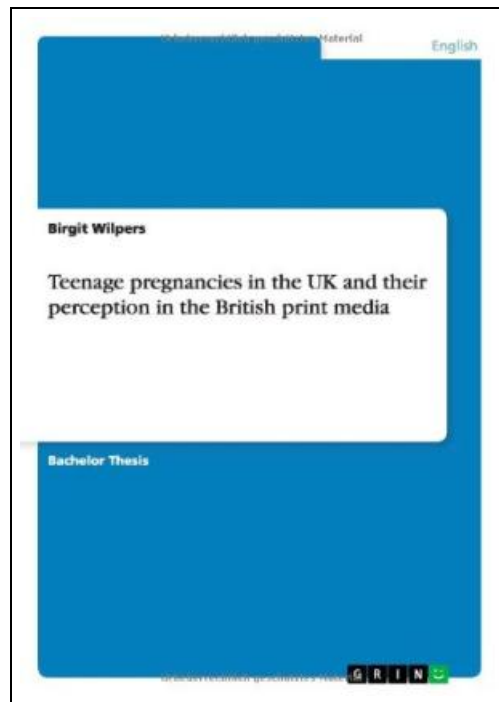 Material
English
Birgit Wilpers
Teenage pregnancies in the UK and their
perception in the British print media
Bachelor Thesis
GRIN